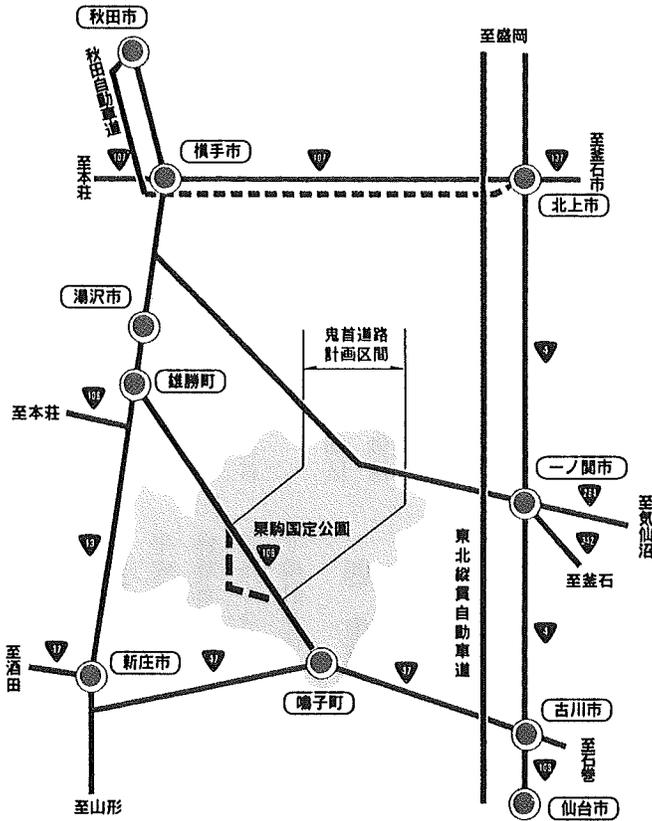 秋田市
至盛岡
秋田自動車道
横手市
107
107
至本荘
至釜石市
北上市
湯沢市
鬼首道路
計画区間
4
雄勝町
108
至本荘
一ノ関市
至気仙沼
栗駒国定公園
108
13
東北縦貫自動車道
至釜石
4
至酒田
47
新庄市
47
鳴子町
47
古川市
至石巻
108
至山形
仙台市